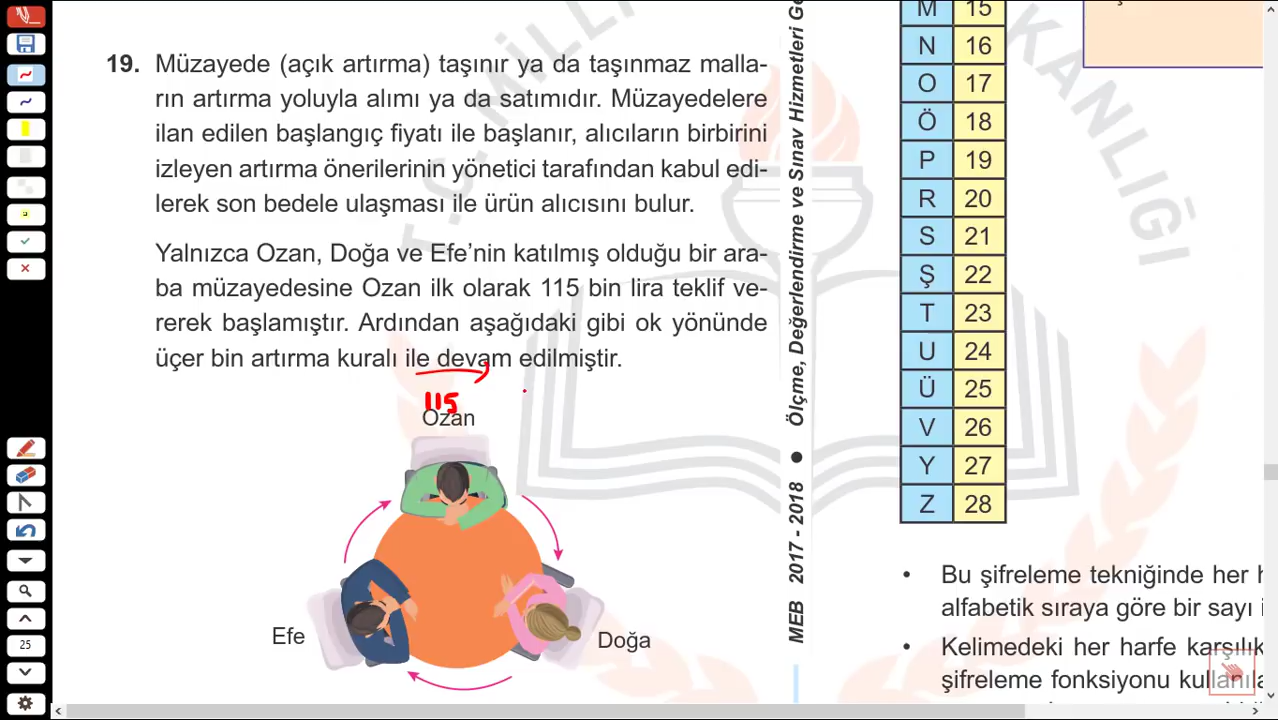 19. Müzayede (açık artırma) taşınır ya da taşınmaz malla-
rın artırma yoluyla alımı ya da satımıdır. Müzayedelere
ilan edilen başlangıç fiyatı ile başlanır, alıcıların birbirini
izleyen artırma önerilerinin yönetici tarafından kabul edi-
lerek son bedele ulaşması ile ürün alıcısını bulur.
Yalnızca Ozan, Doğa ve Efe'nin katılmış olduğu bir ara-
ba müzayedesine Ozan ilk olarak 115 bin lira teklif ve-
rerek başlamıştır. Ardından aşağıdaki gibi ok yönünde
üçer bin artırma kuralı ile devam edilmiştir.
115
Ozan
Efe
Doğa
MEB 2017 - 2018 ● Ölçme, Değerlendirme ve Sınav Hizmetleri Ge
M 15
N 16
O 17
Ö 18
P 19
R 20
S 21
Ş 22
T 23
U 24
Ü 25
V 26
Y 27
Z 28
• Bu şifreleme tekniğinde her h
alfabetik sıraya göre bir sayı i
• Kelimedeki her harfe karşılık
şifreleme fonksiyonu kullanıla
T.C. MİLLİ
KANLIĞI
25